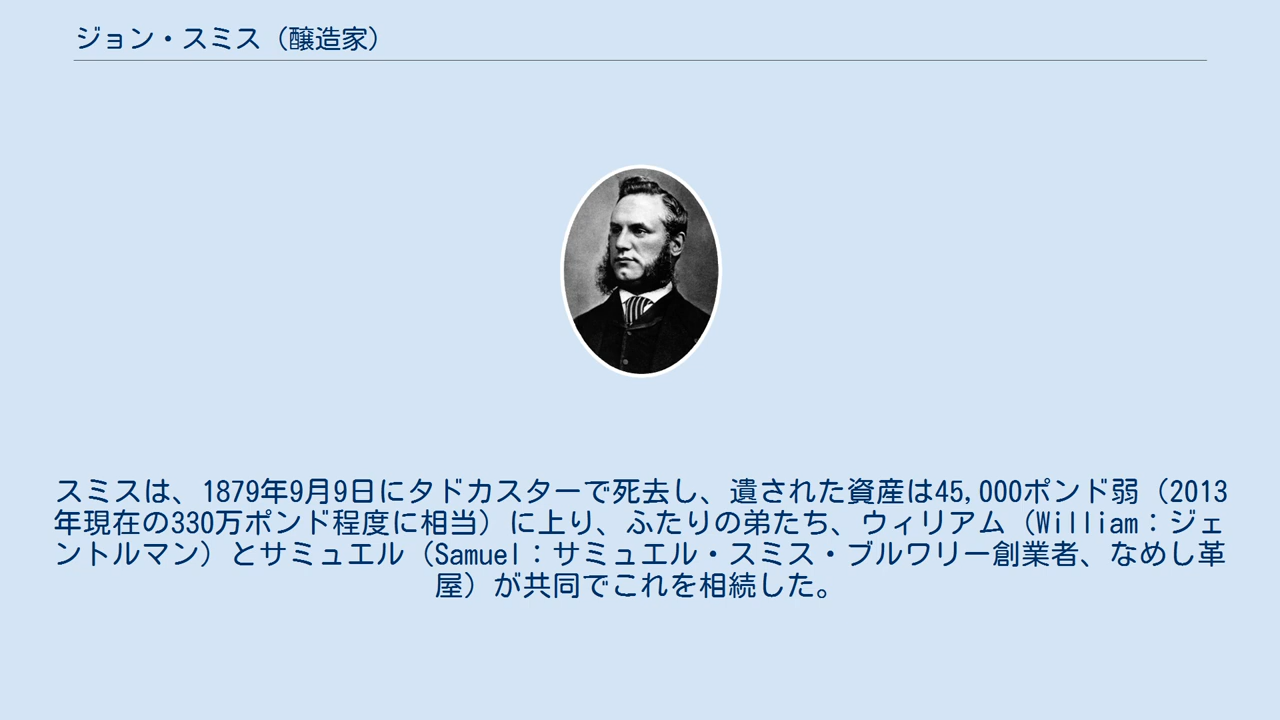 ジョン・スミス（醸造家）
スミスは、1879年9月9日にタドカスターで死去し、遺された資産は45,000ポンド弱（2013
年現在の330万ポンド程度に相当）に上り、ふたりの弟たち、ウィリアム（William：ジェ
ントルマン）とサミュエル（Samuel：サミュエル・スミス・ブルワリー創業者、なめし革
屋）が共同でこれを相続した。